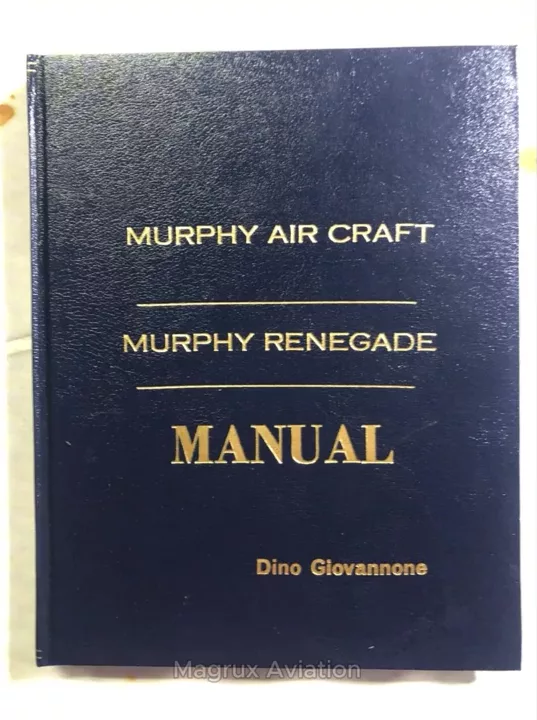 MURPHY AIR CRAFT
MURPHY RENEGADE
MANUAL
Dino Giovannone
Magrux Aviation